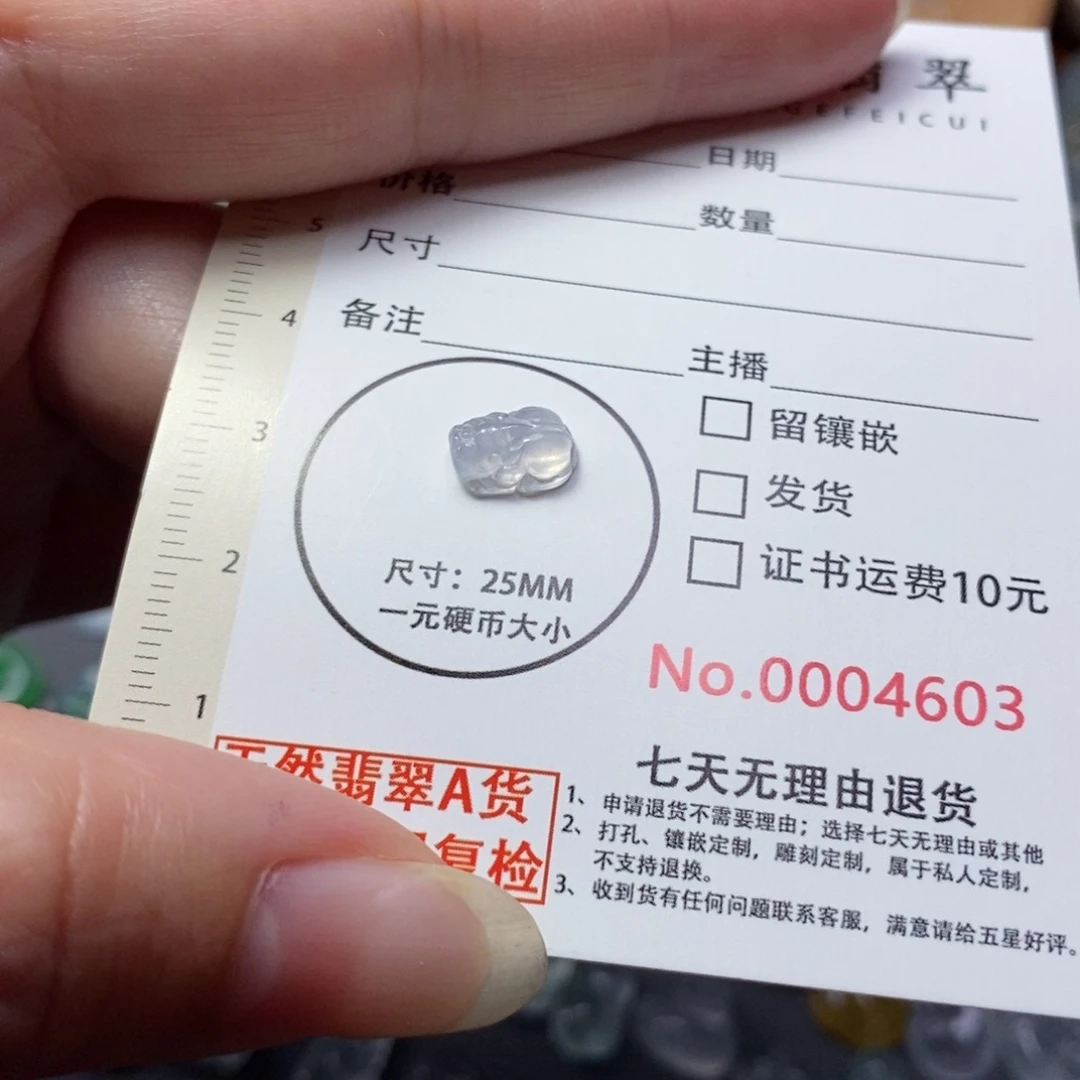 翠
GEFEICUI
日期
价格
数量
尺寸
备注
主播
5
4
3
2
1
留镶嵌
发货
证书运费10元
尺寸：25MM
一元硬币大小
No.0004603
天然翡翠A货
复检
七天无理由退货
1、申请退货不需要理由；选择七天无理由或其他
2、打孔、镶嵌定制，雕刻定制，属于私人定制，
不支持退换。
3、收到货有任何问题联系客服，满意请给五星好评。